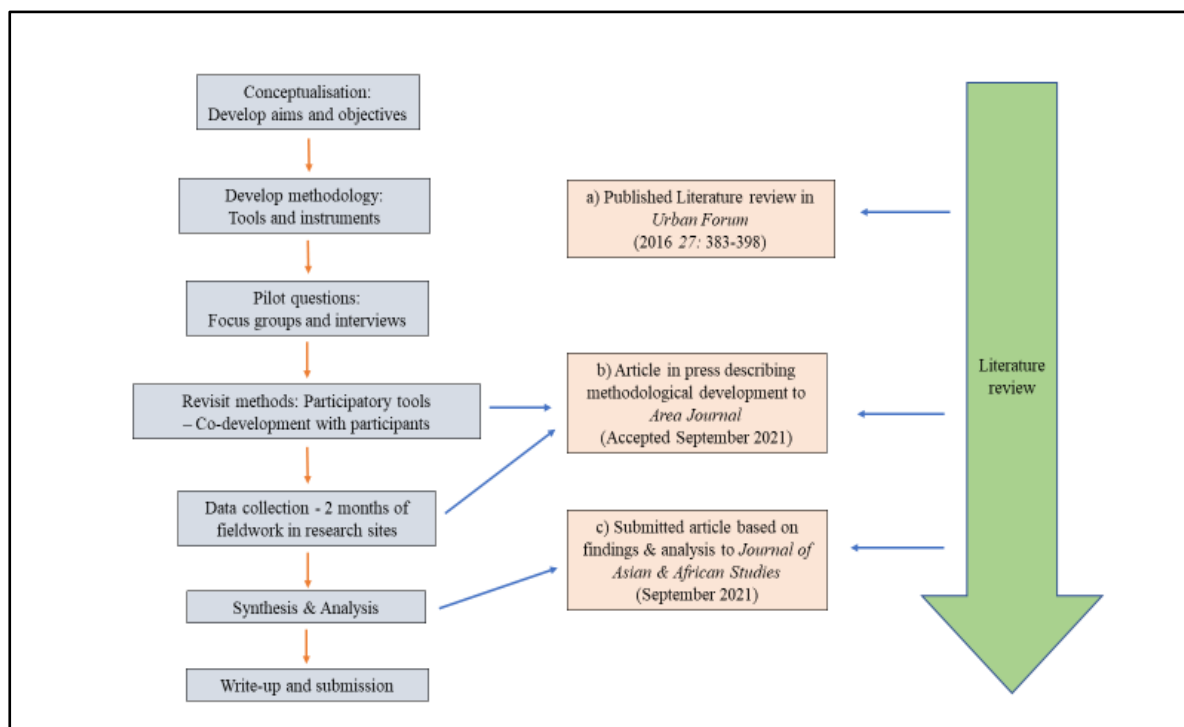 Conceptualisation:
Develop aims and objectives
Develop methodology:
Tools and instruments
Pilot questions:
Focus groups and interviews
Revisit methods: Participatory tools
– Co-development with participants
Data collection - 2 months of
fieldwork in research sites
Synthesis & Analysis
Write-up and submission
a) Published Literature review in
Urban Forum
(2016 27: 383-398)
b) Article in press describing
methodological development to
Area Journal
(Accepted September 2021)
c) Submitted article based on
findings & analysis to Journal of
Asian & African Studies
(September 2021)
Literature
review